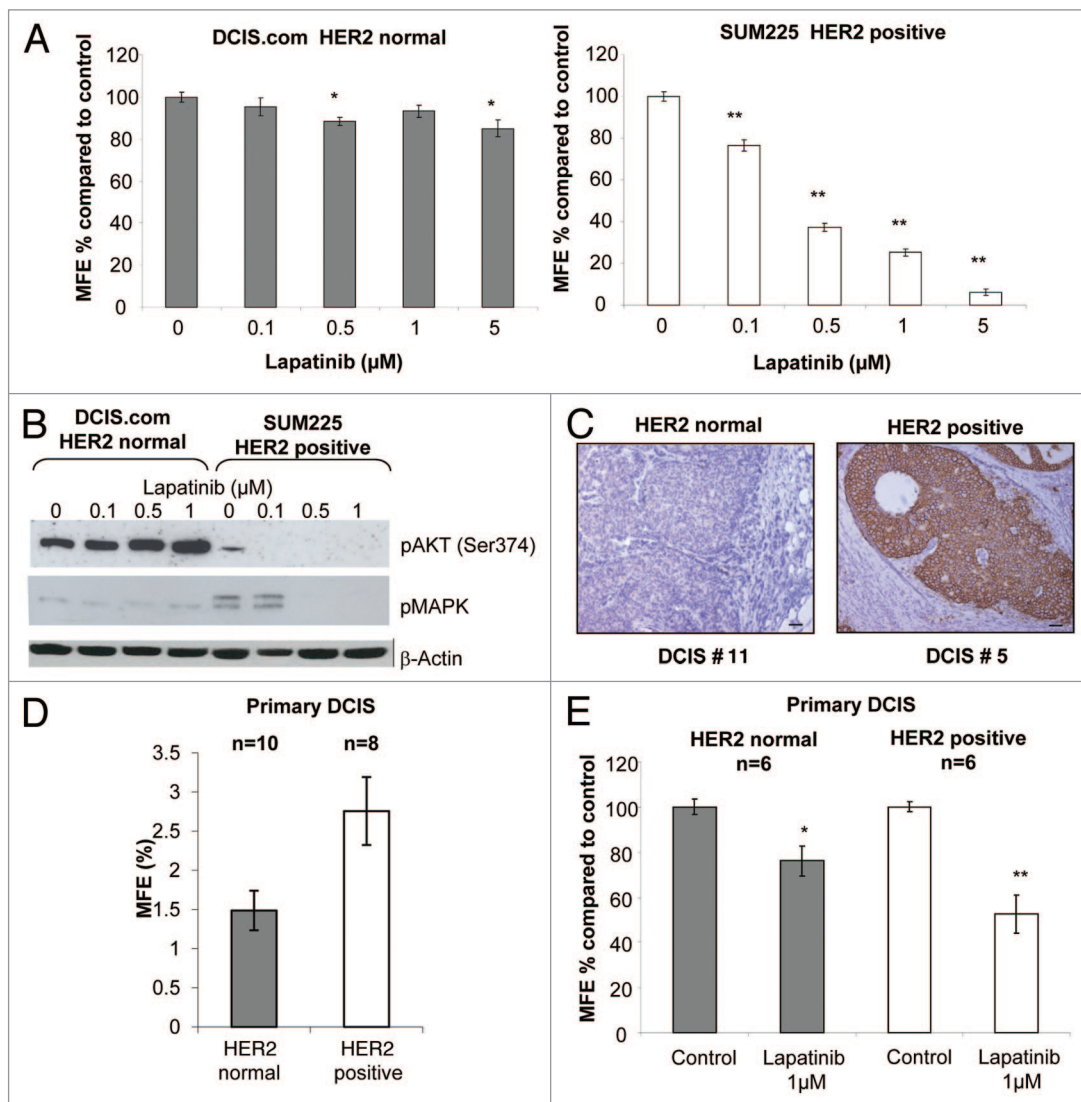 A
DCIS.com HER2 normal
MFE % compared to control
120
100
80
60
40
20
0
*
*
0 0.1 0.5 1 5
Lapatinib (µM)
SUM225 HER2 positive
MFE % compared to control
120
100
80
60
40
20
0
**
**
**
**
0 0.1 0.5 1 5
Lapatinib (µM)
B
DCIS.com
HER2 normal
SUM225
HER2 positive
Lapatinib (µM)
0 0.1 0.5 1 0 0.1 0.5 1
pAKT (Ser374)
pMAPK
β-Actin
C
HER2 normal
HER2 positive
DCIS # 11
DCIS # 5
D
Primary DCIS
n=10
n=8
MFE (%)
3.5
3
2.5
2
1.5
1
0.5
0
HER2
normal
HER2
positive
E
Primary DCIS
HER2 normal
n=6
HER2 positive
n=6
MFE % compared to control
120
100
80
60
40
20
0
*
**
Control
Lapatinib
1µM
Control
Lapatinib
1µM